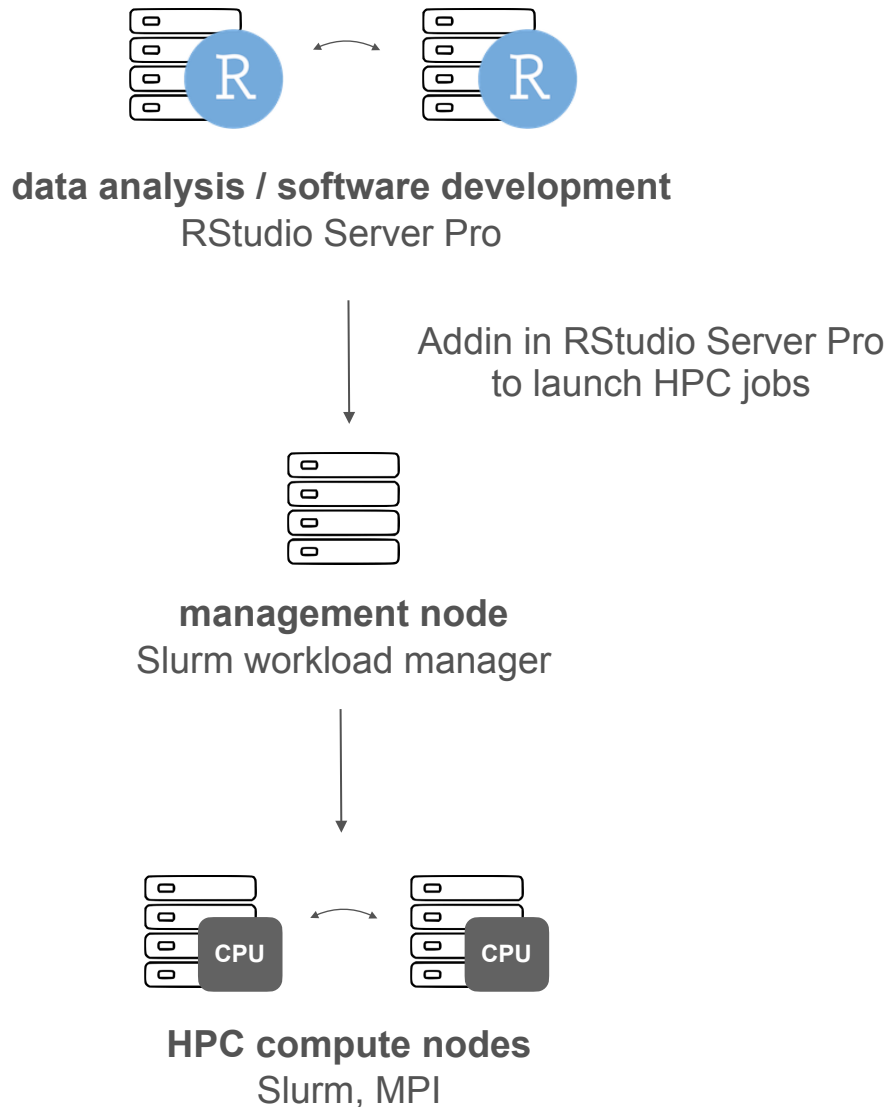 R
R
data analysis / software development
RStudio Server Pro
Addin in RStudio Server Pro
to launch HPC jobs
management node
Slurm workload manager
CPU
CPU
HPC compute nodes
Slurm, MPI